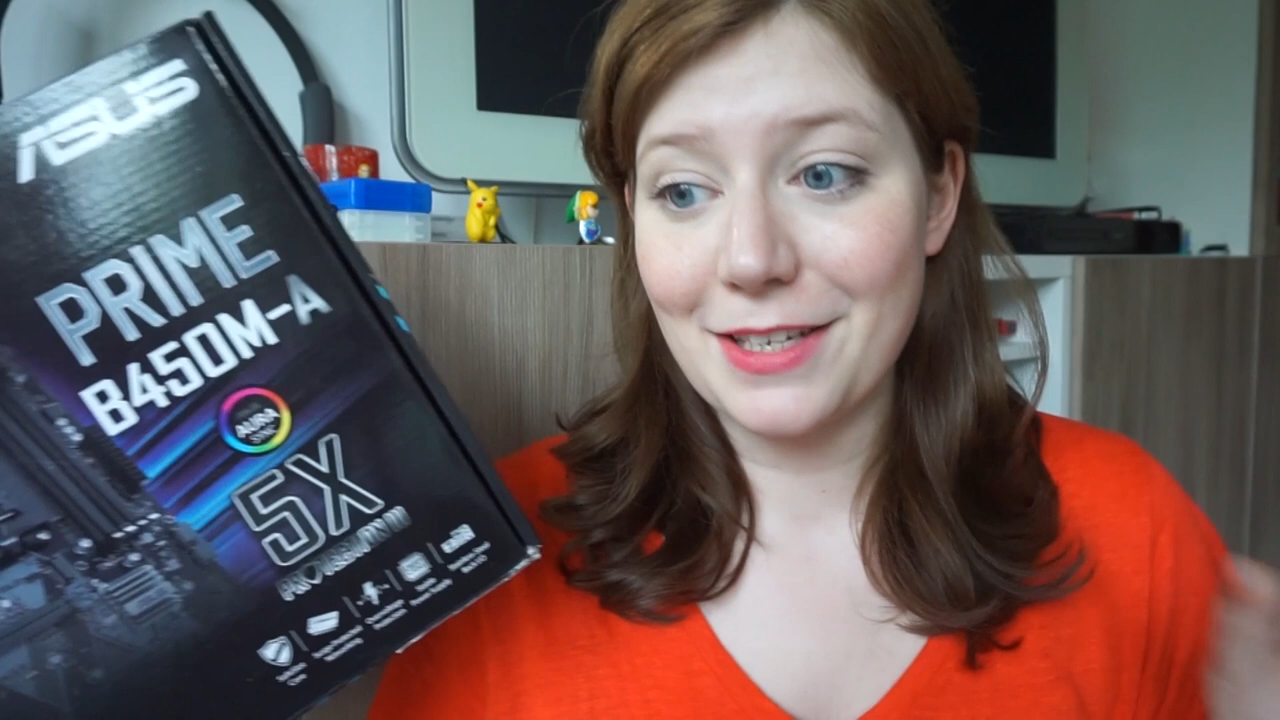 ASUS
PRIME
B450M-A
AURA
SYNC
5X
PROTECTION III